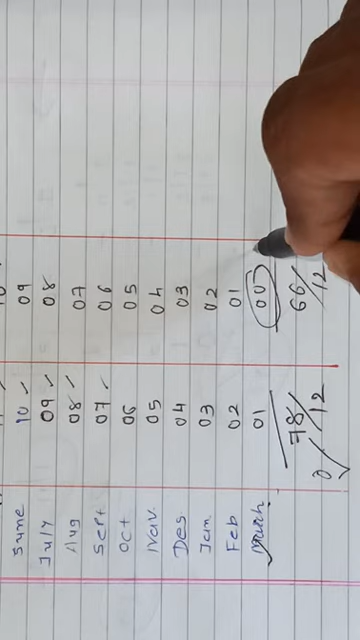 June 10 09
July 09 08
Aug 08 07
Sept 07 06
Oct 06 05
Nav. 05 04
Des 04 03
Jan. 03 02
Feb 02 01
March 01 00
78/12 66/12